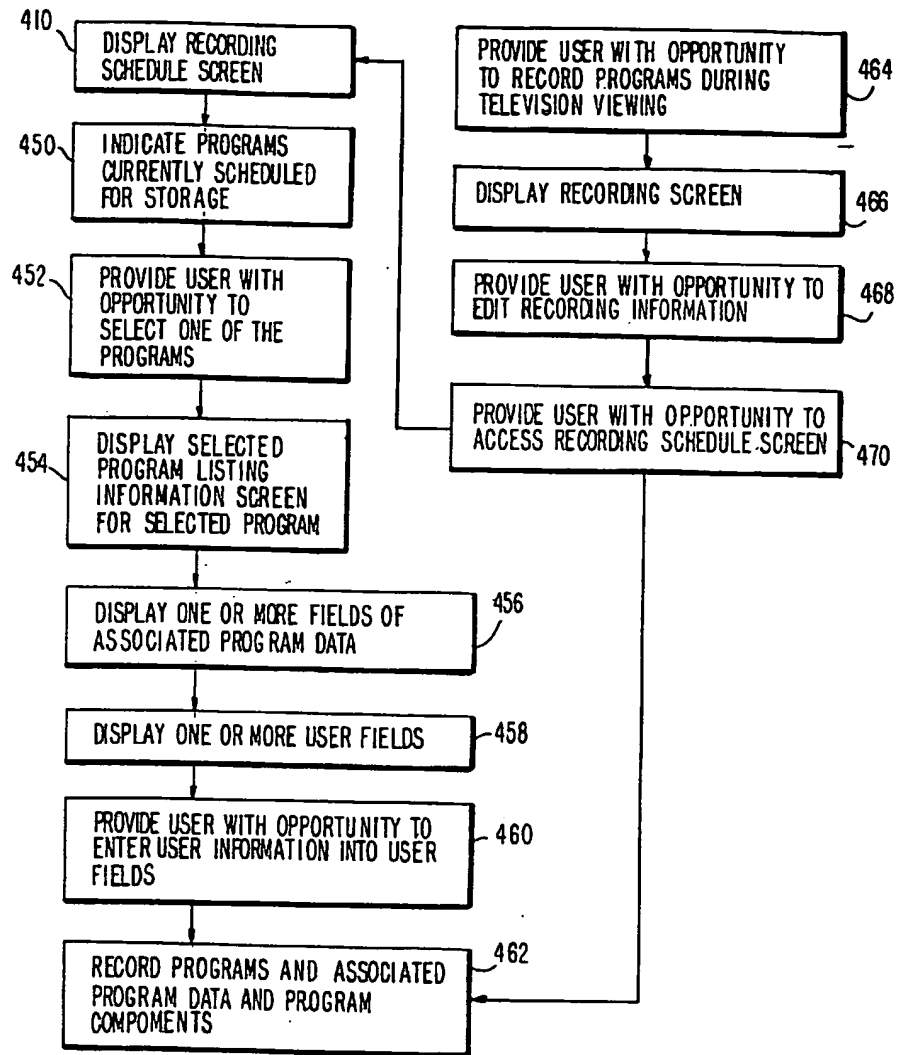 410
DISPLAY RECORDING
SCHEDULE SCREEN
450
INDICATE PROGRAMS
CURRENTLY SCHEDULED
FOR STORAGE
452
PROVIDE USER WITH
OPPORTUNITY TO
SELECT ONE OF THE
PROGRAMS
454
DISPLAY SELECTED
PROGRAM LISTING
INFORMATION SCREEN
FOR SELECTED PROGRAM
DISPLAY ONE OR MORE FIELDS OF
ASSOCIATED PROGRAM DATA
456
DISPLAY ONE OR MORE USER FIELDS
458
PROVIDE USER WITH OPPORTUNITY TO
ENTER USER INFORMATION INTO USER
FIELDS
460
RECORD PROGRAMS AND ASSOCIATED
PROGRAM DATA AND PROGRAM
COMPOMENTS
462
PROVIDE USER WITH OPPORTUNITY
TO RECORD PROGRAMS DURING
TELEVISION VIEWING
464
DISPLAY RECORDING SCREEN
466
PROVIDE USER WITH OPPORTUNITY TO
EDIT RECORDING INFORMATION
468
PROVIDE USER WITH OPPORTUNITY TO
ACCESS RECORDING SCHEDULE SCREEN
470